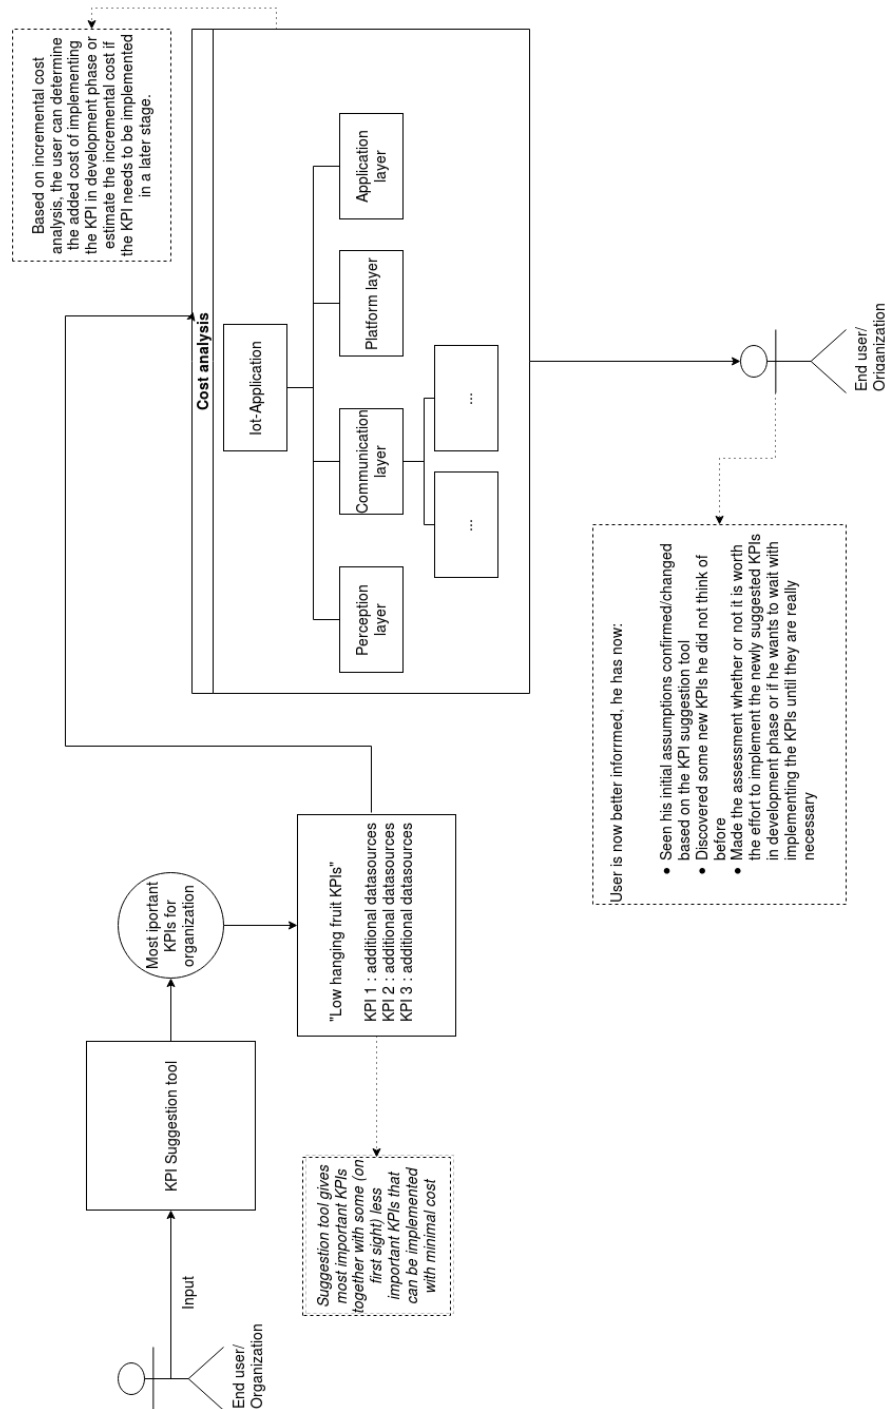 End user/
Organization
Input
KPI Suggestion tool
Most iportant
KPIs for
organization
"Low hanging fruit KPIs"
KPI 1 : additional datasources
KPI 2 : additional datasources
KPI 3 : additional datasources
Suggestion tool gives
most important KPIs
together with some (on
first sight) less
important KPIs that
can be implemented
with minimal cost
Cost analysis
Iot-Application
Perception
layer
Communication
layer
Platform layer
Application
layer
...
...
Based on incremental cost
analysis, the user can determine
the added cost of implementing
the KPI in development phase or
estimate the incremental cost if
the KPI needs to be implemented
in a later stage.
End user/
Organization
User is now better inforrmed, he has now:
• Seen his initial assumptions confirmed/changed
based on the KPI suggestion tool
• Discovered some new KPIs he did not think of
before
• Made the assessment whether or not it is worth
the effort to implement the newly suggested KPIs
in development phase or if he wants to wait with
implementing the KPIs until they are really
necessary